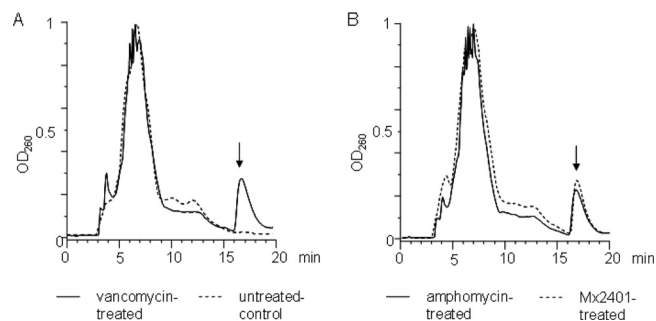 A
B
1
1
0.5
0.5
OD260
OD260
0
0
0 5 10 15 20 min
0 5 10 15 20 min
vancomycin-treated
untreated-control
amphomycin-treated
Mx2401-treated